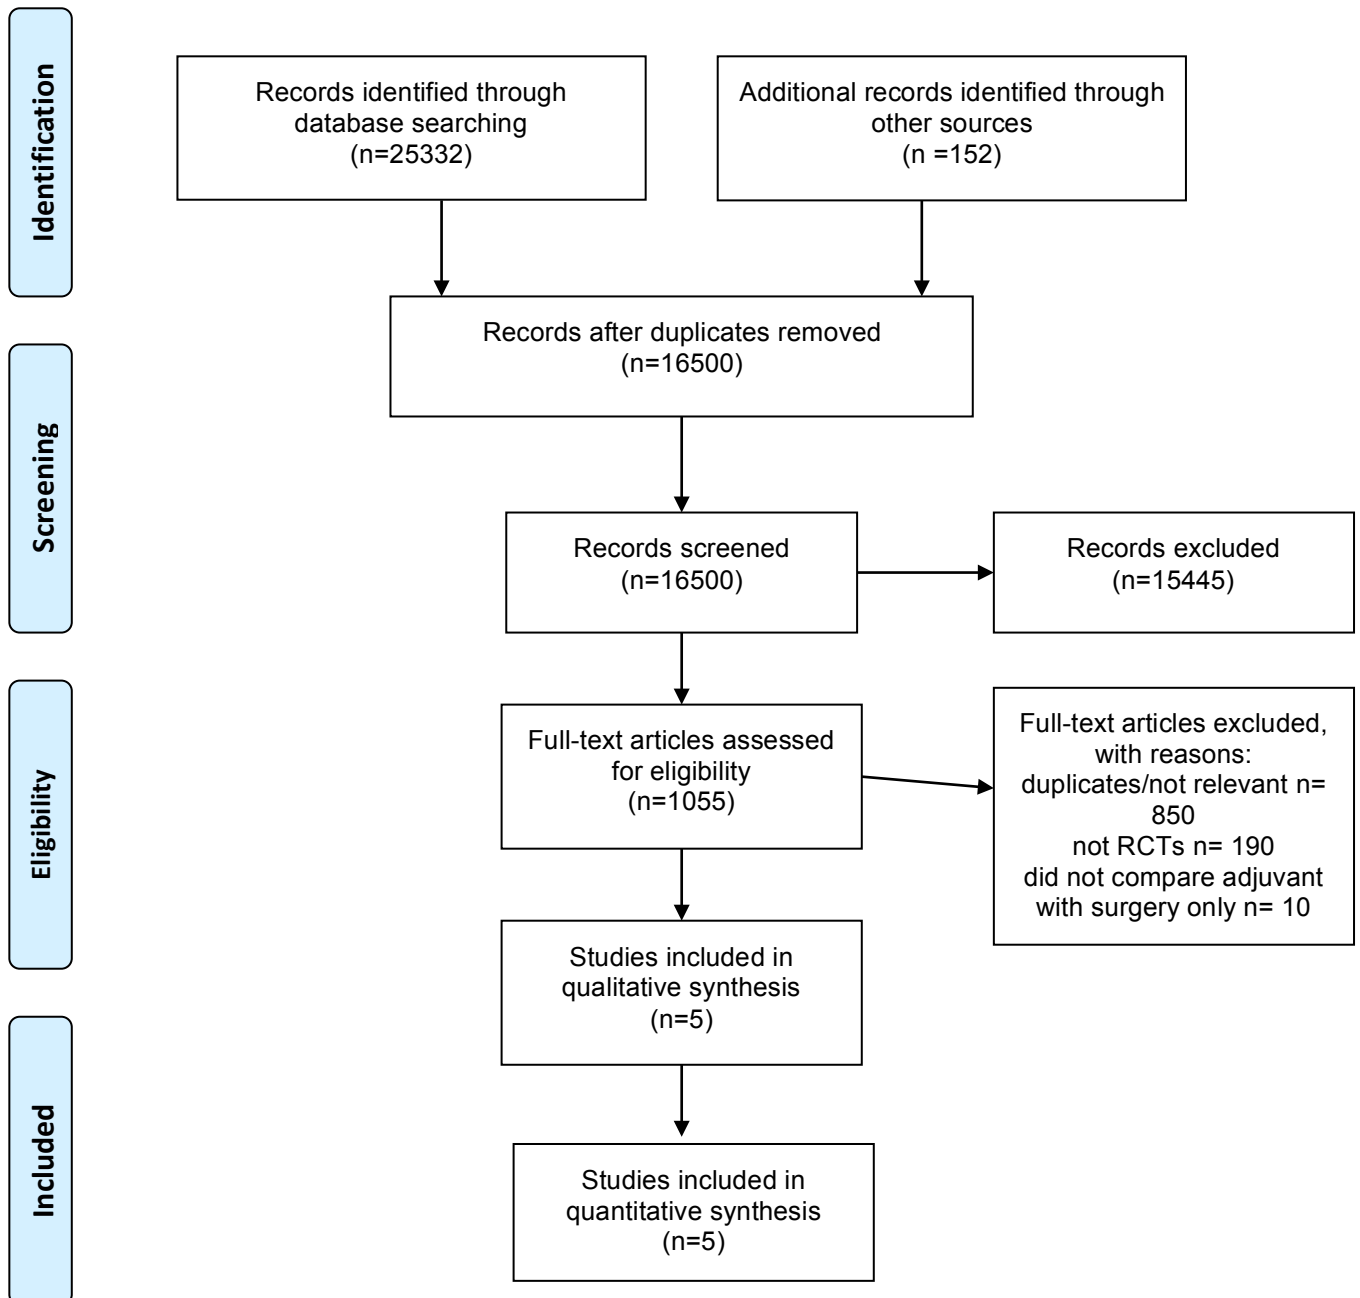 Identification
Records identified through
database searching
(n=25332)
Additional records identified through
other sources
(n =152)
Records after duplicates removed
(n=16500)
Screening
Records screened
(n=16500)
Records excluded
(n=15445)
Eligibility
Full-text articles assessed
for eligibility
(n=1055)
Full-text articles excluded,
with reasons:
duplicates/not relevant n=
850
not RCTs n= 190
did not compare adjuvant
with surgery only n= 10
Studies included in
qualitative synthesis
(n=5)
Included
Studies included in
quantitative synthesis
(n=5)